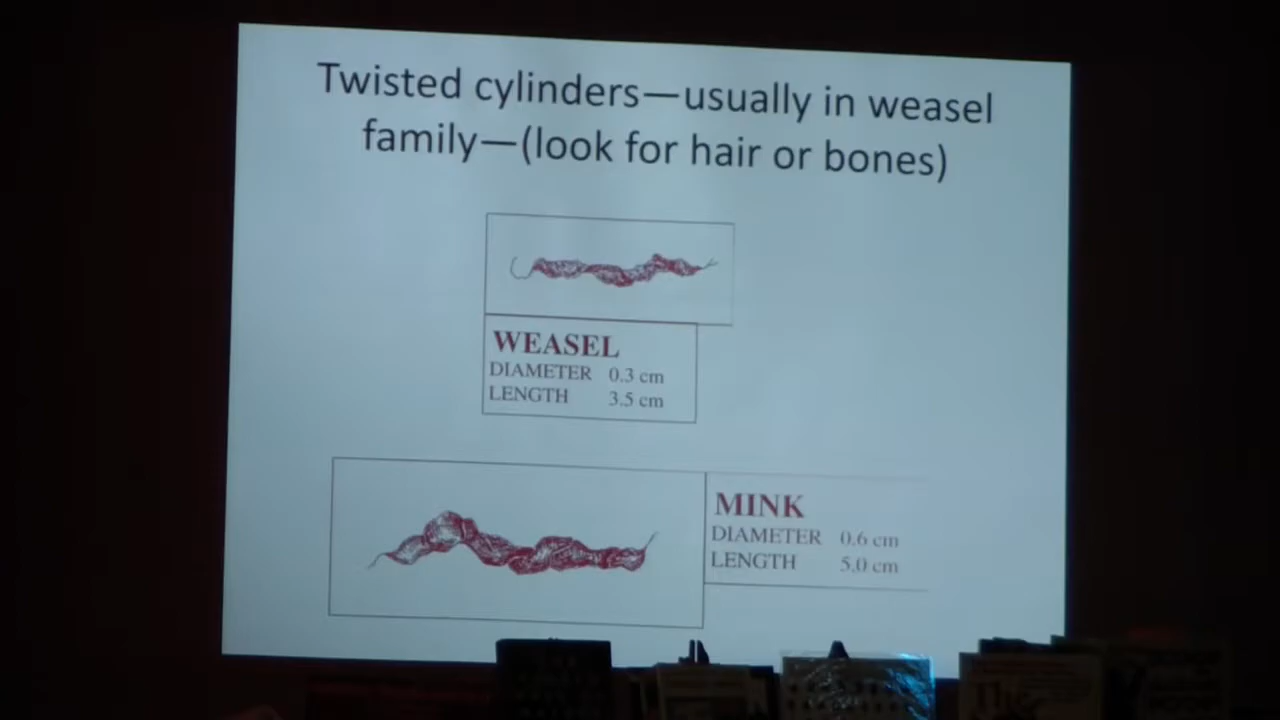 Twisted cylinders—usually in weasel
family—(look for hair or bones)
WEASEL
DIAMETER 0.3 cm
LENGTH 3.5 cm
MINK
DIAMETER 0.6 cm
LENGTH 5.0 cm